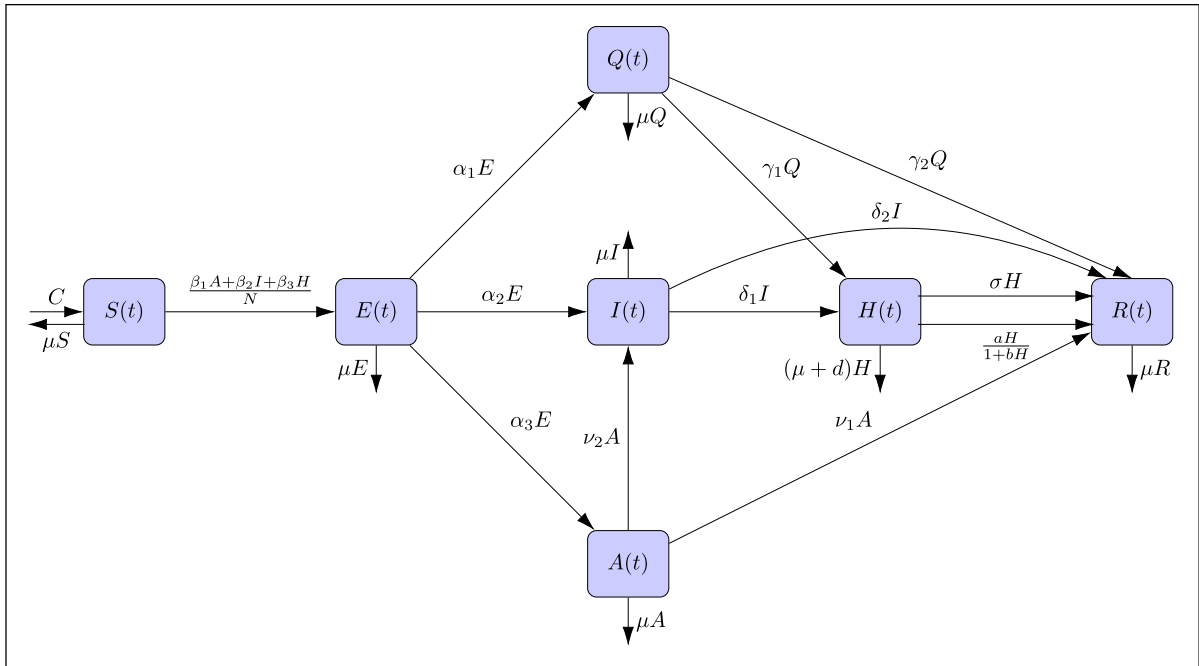 Q(t)
μQ
α₁E
γ₁Q
γ₂Q
δ₂I
μI
C
μS
S(t)
β₁A+β₂I+β₃H
N
E(t)
μE
α₂E
I(t)
δ₁I
H(t)
(μ + d)H
σH
aH
1+bH
R(t)
μR
α₃E
ν₂A
ν₁A
A(t)
μA